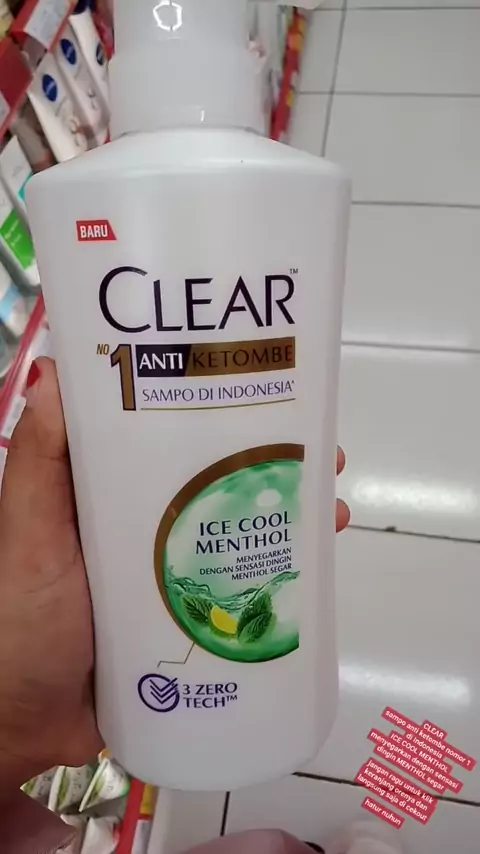 BARU
CLEAR™
NO 1 ANTI KETOMBE
SAMPO DI INDONESIA*
ICE COOL
MENTHOL
MENYEGARKAN
DENGAN SENSASI DINGIN
MENTHOL SEGAR
3 ZERO
TECH™
CLEAR
sampo anti ketombe nomor 1
di indonesia
ICE COOL MENTHOL
menyegarkan dengan sensasi
dingin MENTHOL segar
jangan ragu untuk klik
keranjang orenya dan
langsung saja di cekout
hatur nuhun